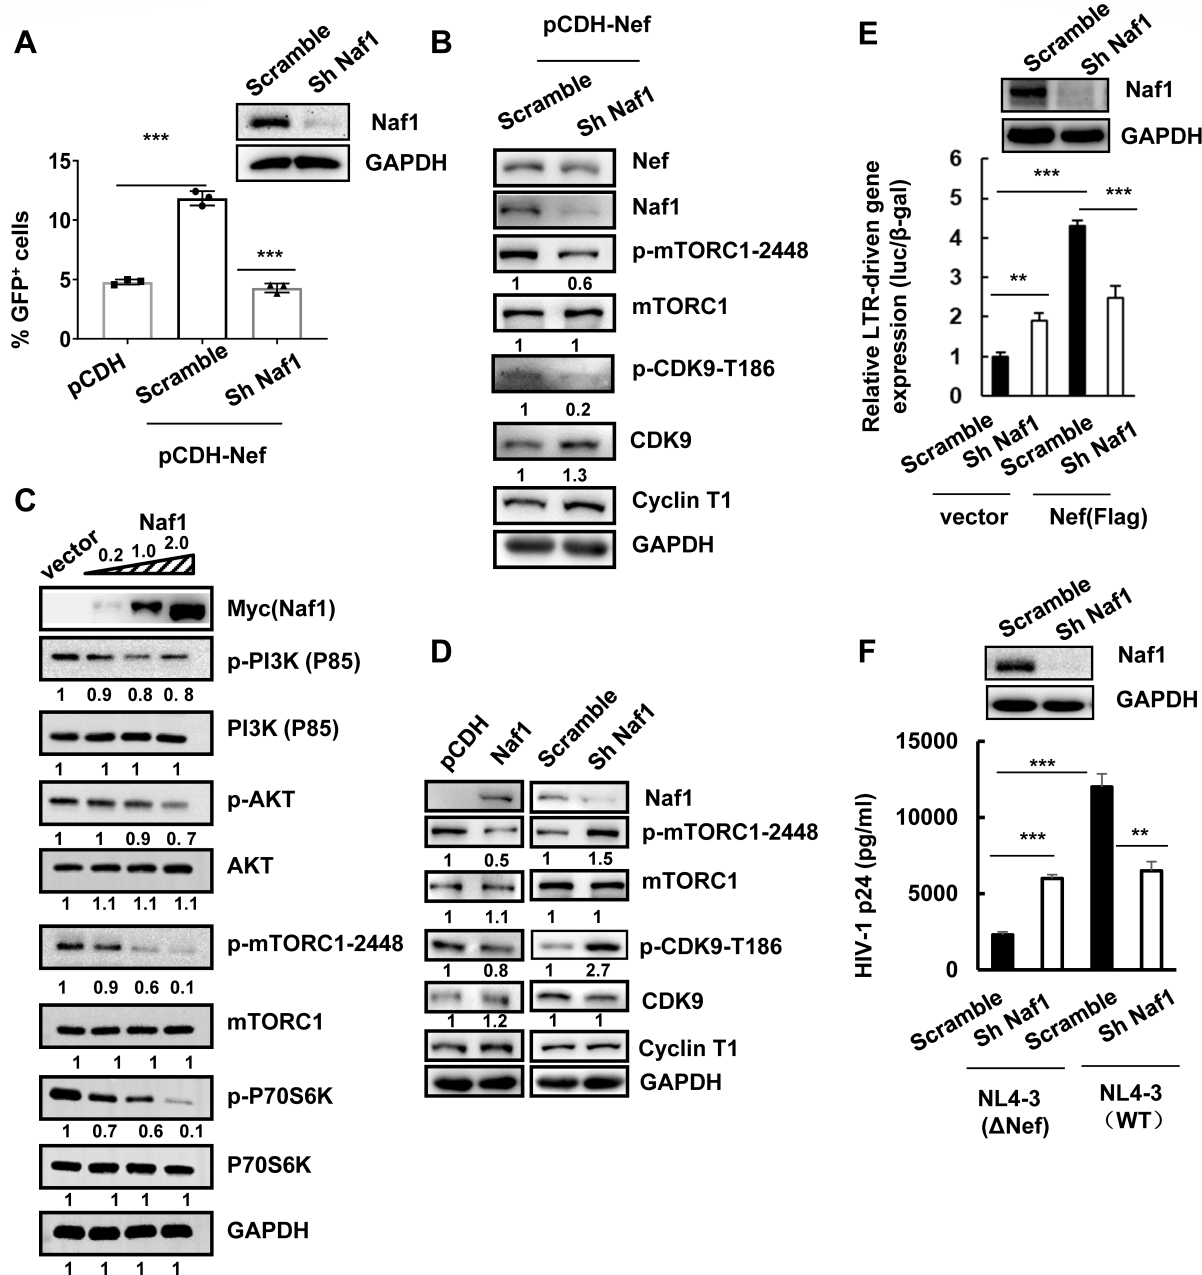 A
Scramble
Sh Naf1
Naf1
GAPDH
***
***
15
10
5
0
% GFP⁺ cells
pCDH
Scramble
Sh Naf1
pCDH-Nef
B
pCDH-Nef
Scramble
Sh Naf1
Nef
Naf1
p-mTORC1-2448
1 0.6
mTORC1
1 1
p-CDK9-T186
1 0.2
CDK9
1 1.3
Cyclin T1
GAPDH
C
Naf1
vector 0.2 1.0 2.0
Myc(Naf1)
p-PI3K (P85)
1 0.9 0.8 0. 8
PI3K (P85)
1 1 1 1
p-AKT
1 1 0.9 0. 7
AKT
1 1.1 1.1 1.1
p-mTORC1-2448
1 0.9 0.6 0.1
mTORC1
1 1 1 1
p-P70S6K
1 0.7 0.6 0.1
P70S6K
1 1 1 1
GAPDH
1 1 1 1
D
pCDH
Naf1
Scramble
Sh Naf1
Naf1
p-mTORC1-2448
1 0.5 1 1.5
mTORC1
1 1.1 1 1
p-CDK9-T186
1 0.8 1 2.7
CDK9
1 1.2 1 1
Cyclin T1
GAPDH
E
Scramble
Sh Naf1
Naf1
GAPDH
6
5
4
3
2
1
0
***
***
**
Relative LTR-driven gene
expression (luc/β-gal)
Scramble
Sh Naf1
Scramble
Sh Naf1
vector
Nef(Flag)
F
Scramble
Sh Naf1
Naf1
GAPDH
15000
10000
5000
0
***
***
**
HIV-1 p24 (pg/ml)
Scramble
Sh Naf1
Scramble
Sh Naf1
NL4-3
(ΔNef)
NL4-3
（WT）